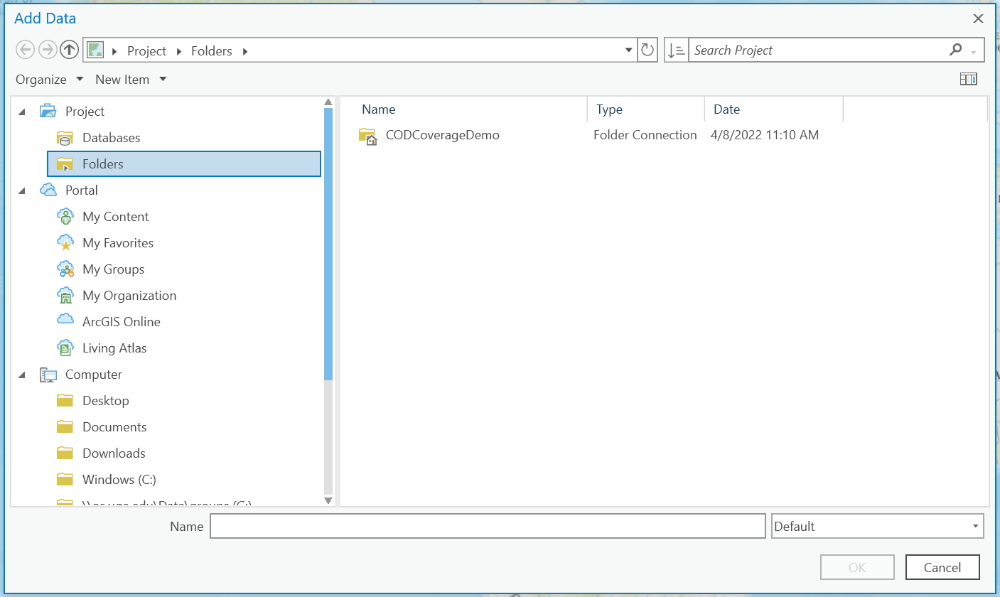 Add Data
Project Folders
Search Project
Organize New Item
Project
Databases
Folders
Portal
My Content
My Favorites
My Groups
My Organization
ArcGIS Online
Living Atlas
Computer
Desktop
Documents
Downloads
Windows (C:)
Name Type Date
CODCoverageDemo Folder Connection 4/8/2022 11:10 AM
Name
Default
OK Cancel